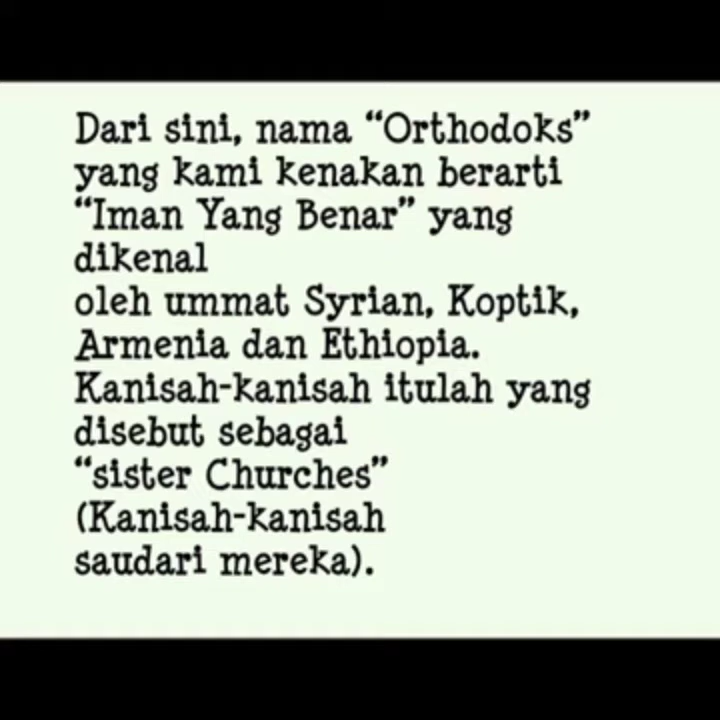 Dari sini, nama “Orthodoks”
yang kami kenakan berarti
“Iman Yang Benar” yang
dikenal
oleh ummat Syrian, Koptik,
Armenia dan Ethiopia.
Kanisah-kanisah itulah yang
disebut sebagai
“sister Churches”
(Kanisah-kanisah
saudari mereka).